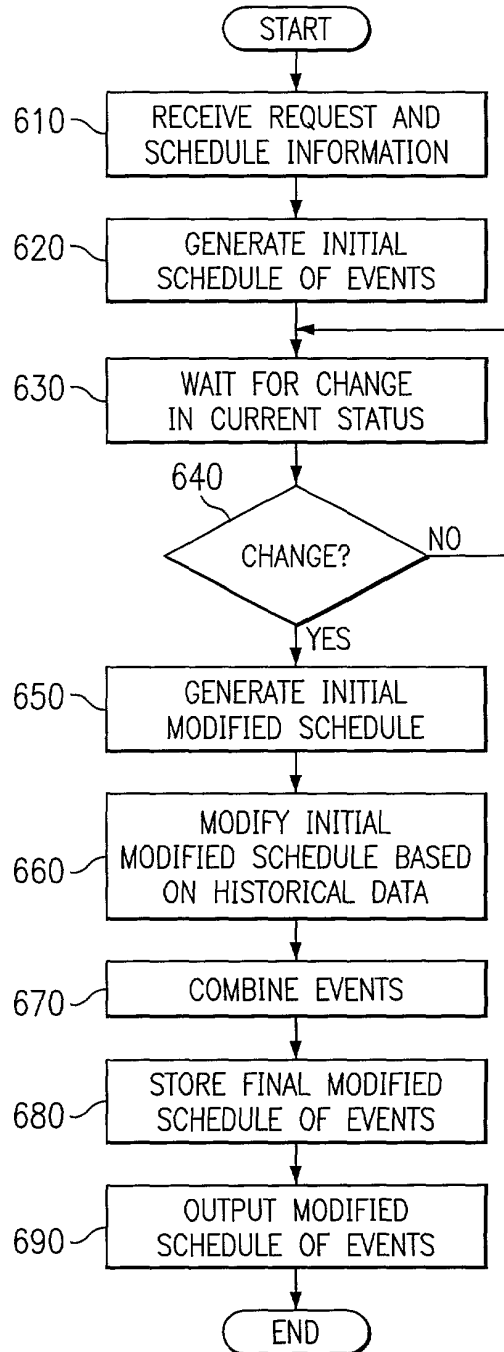 START
610
RECEIVE REQUEST AND
SCHEDULE INFORMATION
620
GENERATE INITIAL
SCHEDULE OF EVENTS
630
WAIT FOR CHANGE
IN CURRENT STATUS
640
CHANGE?
NO
YES
650
GENERATE INITIAL
MODIFIED SCHEDULE
660
MODIFY INITIAL
MODIFIED SCHEDULE BASED
ON HISTORICAL DATA
670
COMBINE EVENTS
680
STORE FINAL MODIFIED
SCHEDULE OF EVENTS
690
OUTPUT MODIFIED
SCHEDULE OF EVENTS
END